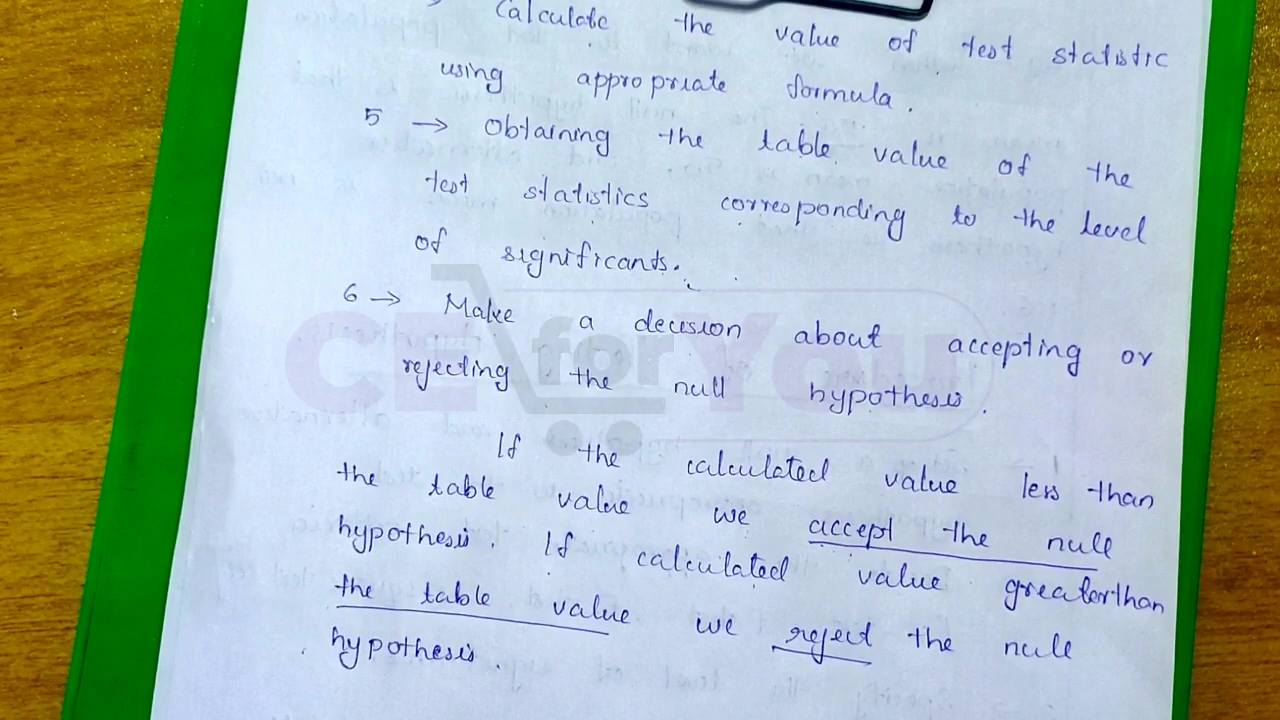 Calculate the value of test statistic
using appropriate formula.
5 → Obtaining the table value of the
test statistics corresponding to the level
of significants.
6 → Make a decision about accepting or
rejecting the null hypothesis.
If the calculated value less than
the table value we accept the null
hypothesis. If calculated value greaterthan
the table value we reject the null
hypothesis.
CE for You